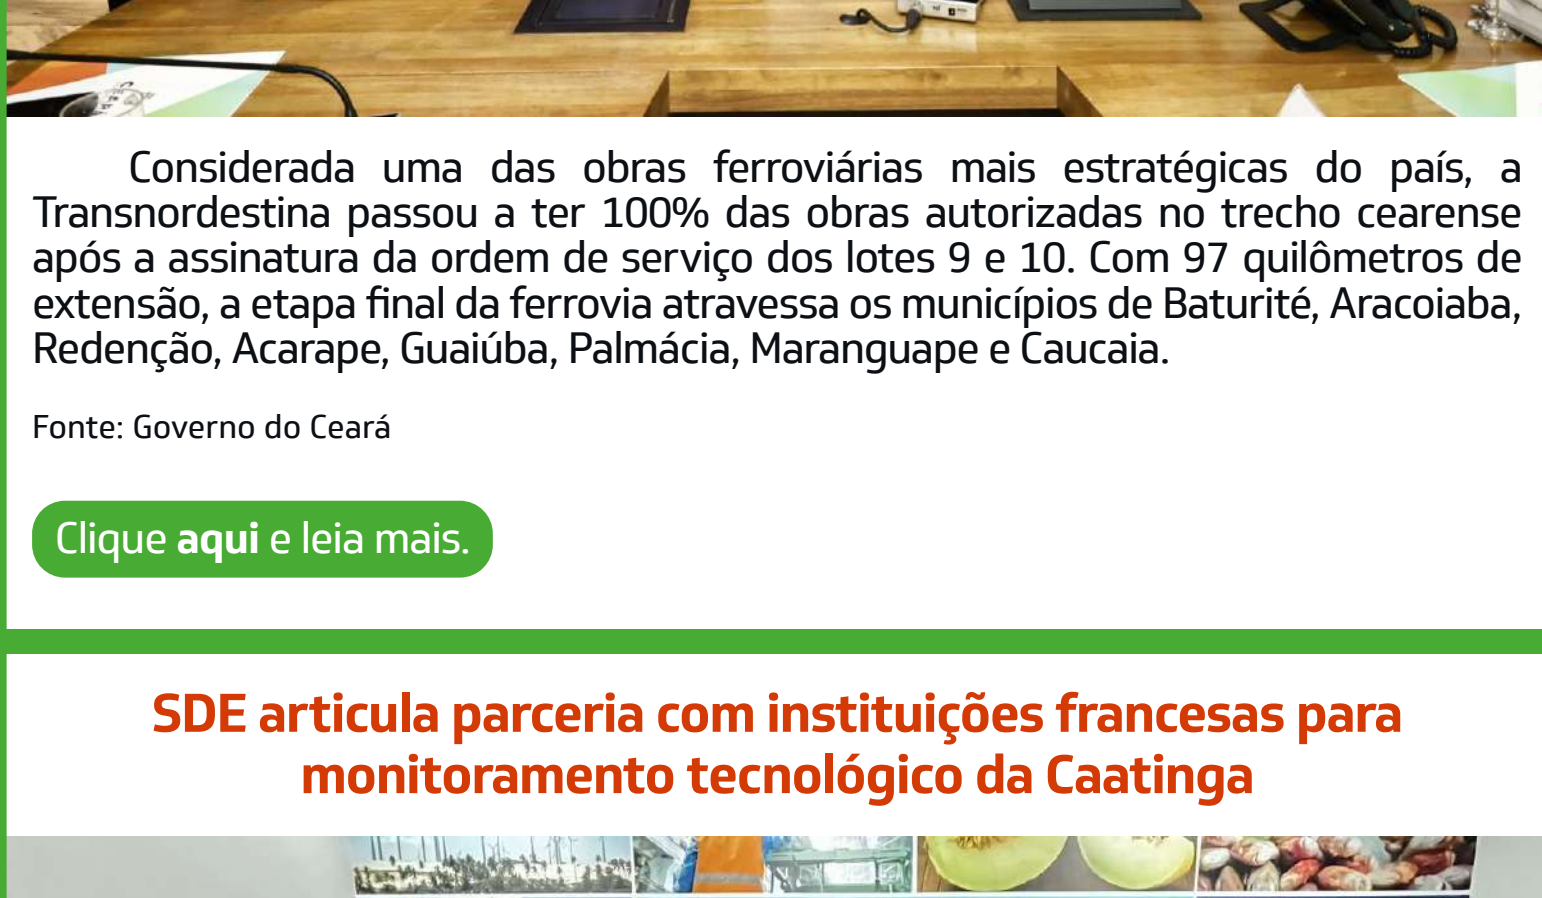 Considerada uma das obras ferroviárias mais estratégicas do país, a
Transnordestina passou a ter 100% das obras autorizadas no trecho cearense
após a assinatura da ordem de serviço dos lotes 9 e 10. Com 97 quilômetros de
extensão, a etapa final da ferrovia atravessa os municípios de Baturité, Aracoiaba,
Redenção, Acarape, Guaiúba, Palmácia, Maranguape e Caucaia.
Fonte: Governo do Ceará
Clique aqui e leia mais.
SDE articula parceria com instituições francesas para
monitoramento tecnológico da Caatinga